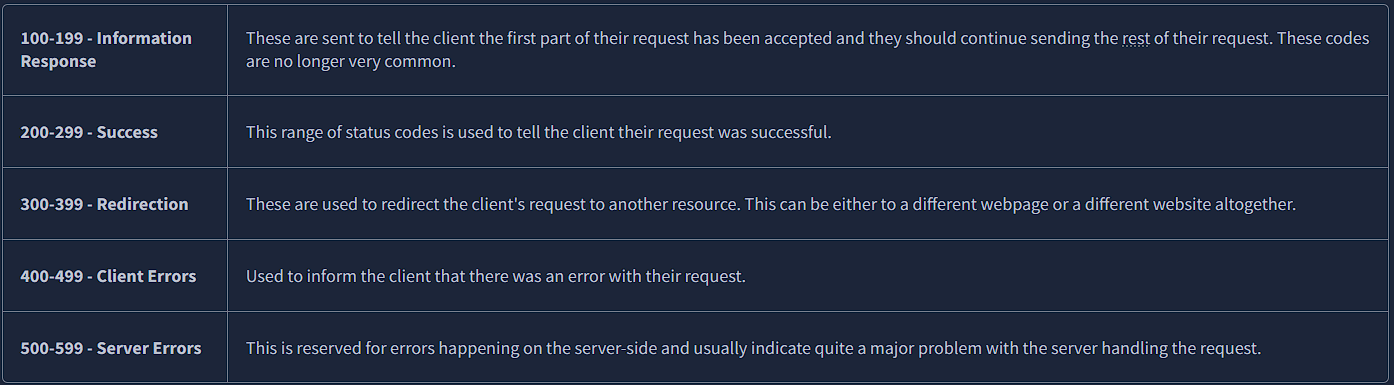 100-199 - Information
Response
These are sent to tell the client the first part of their request has been accepted and they should continue sending the rest of their request. These codes
are no longer very common.
200-299 - Success
This range of status codes is used to tell the client their request was successful.
300-399 - Redirection
These are used to redirect the client's request to another resource. This can be either to a different webpage or a different website altogether.
400-499 - Client Errors
Used to inform the client that there was an error with their request.
500-599 - Server Errors
This is reserved for errors happening on the server-side and usually indicate quite a major problem with the server handling the request.